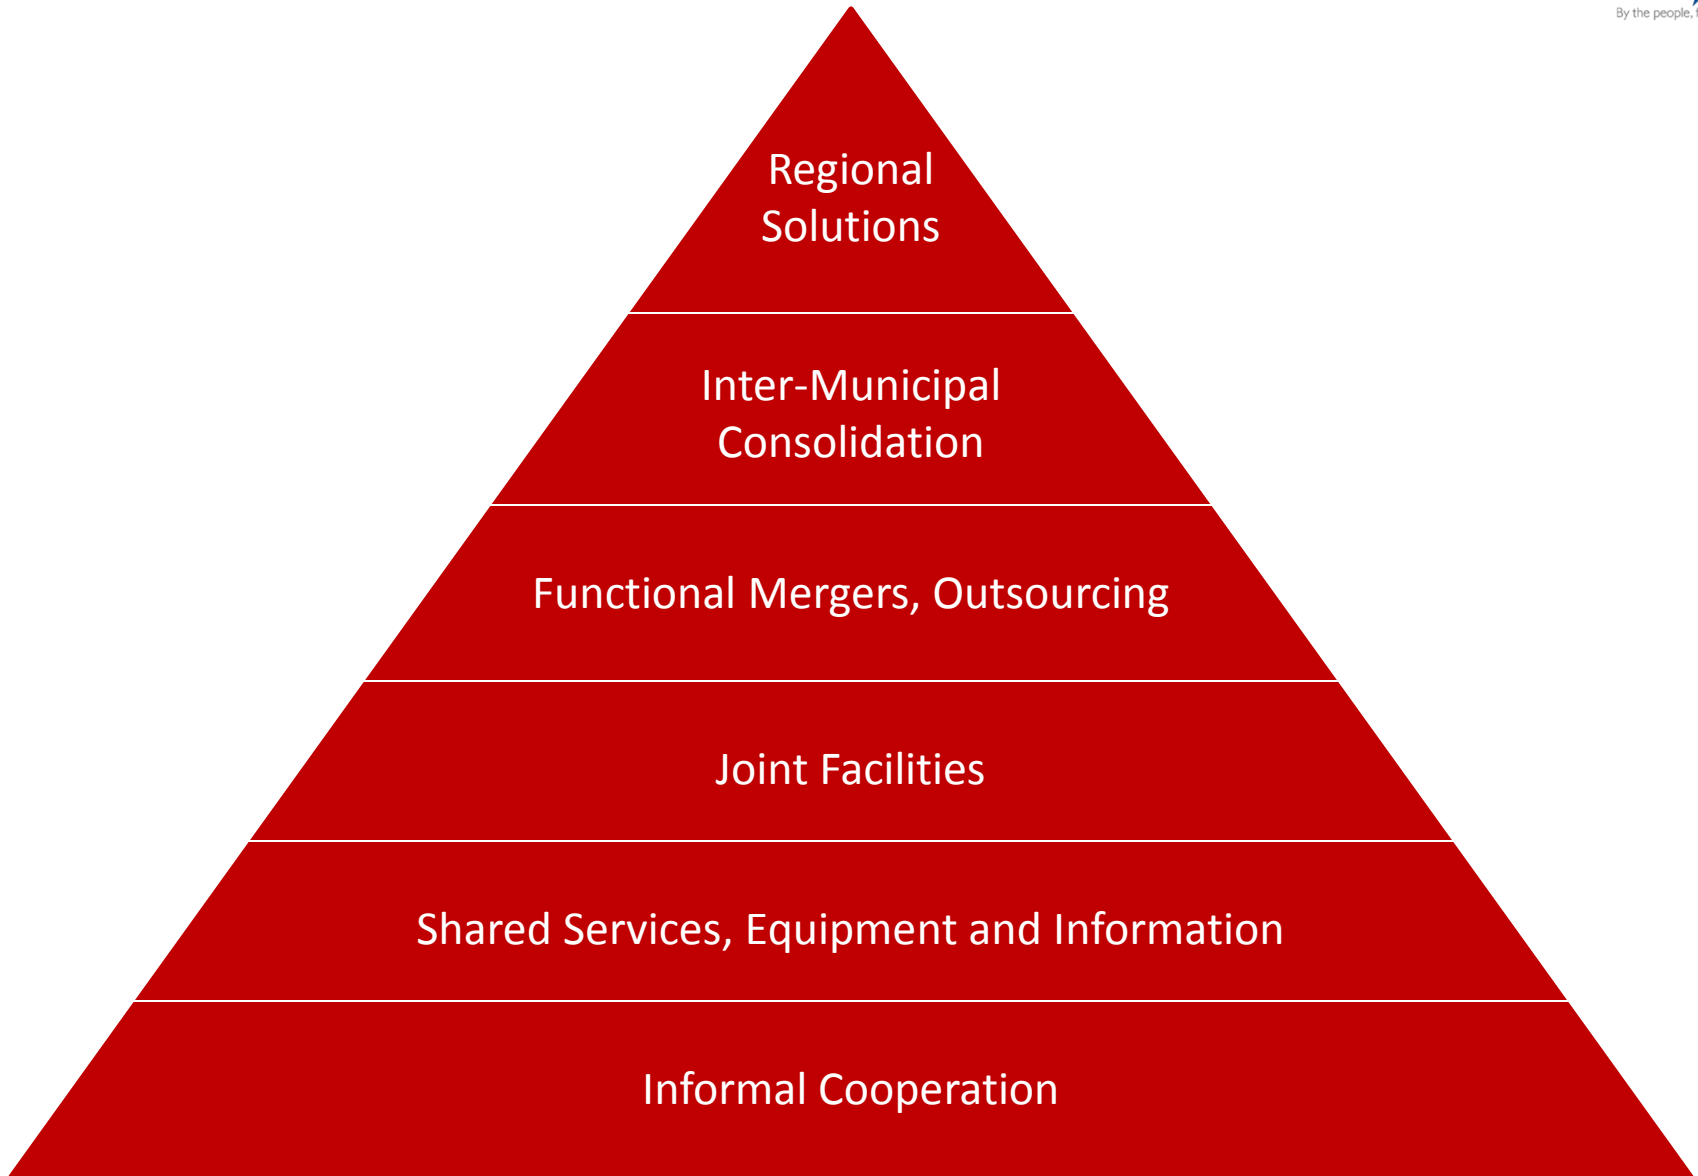 By the people, f
Regional
Solutions
Inter-Municipal
Consolidation
Functional Mergers, Outsourcing
Joint Facilities
Shared Services, Equipment and Information
Informal Cooperation